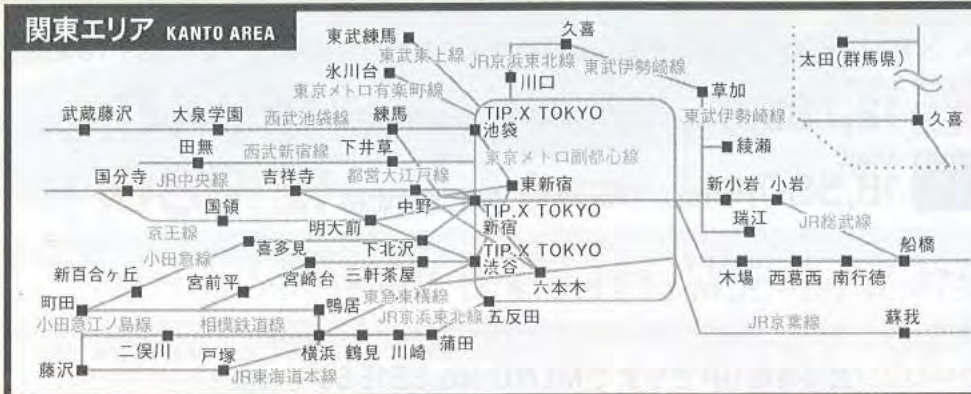 関東エリア KANTO AREA
東武練馬
東武東上線
氷川台
東京メトロ有楽町線
久喜
JR京浜東北線
東武伊勢崎線
川口
草加
東武伊勢崎線
太田(群馬県)
久喜
武蔵藤沢
大泉学園
西武池袋線
練馬
TIP.X TOKYO
池袋
東京メトロ副都心線
綾瀬
田無
西武新宿線
下井草
国分寺
JR中央線
吉祥寺
都営大江戸線
中野
東新宿
新小岩
小岩
国領
京王線
明大前
TIP.X TOKYO
新宿
瑞江
JR総武線
船橋
小田急線
喜多見
下北沢
TIP.X TOKYO
渋谷
新百合ヶ丘
宮前平
宮崎台
三軒茶屋
六本木
木場
西葛西
南行徳
町田
鴨居
東急東横線
五反田
小田急江ノ島線
相模鉄道線
JR京浜東北線
JR京葉線
蘇我
二俣川
戸塚
横浜
鶴見
川崎
蒲田
藤沢
JR東海道本線